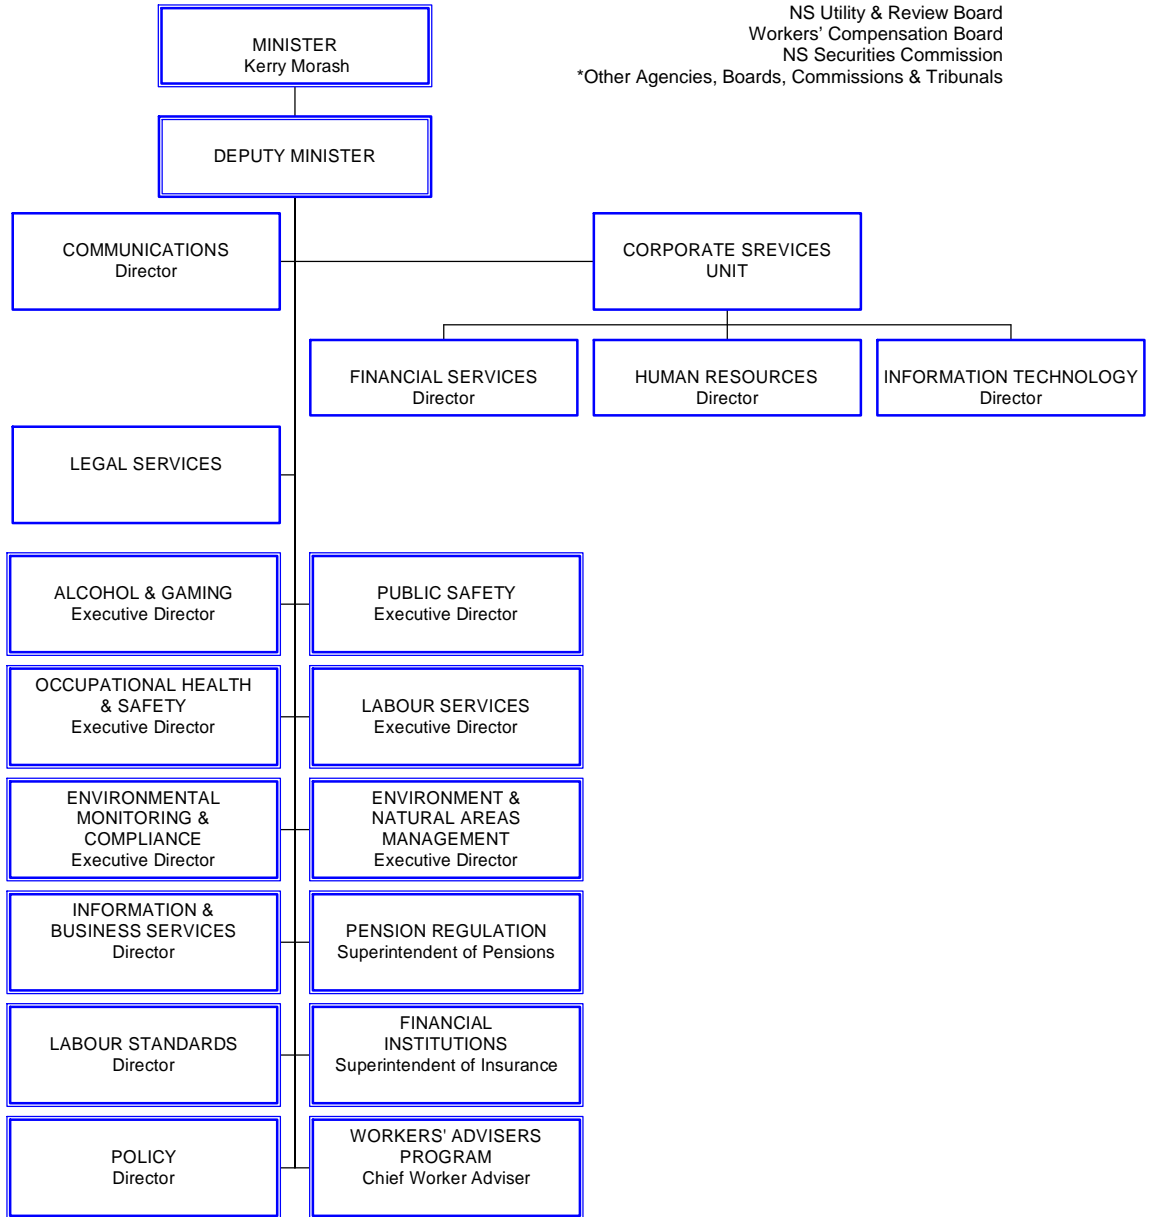 NS Utility & Review Board
Workers' Compensation Board
NS Securities Commission
*Other Agencies, Boards, Commissions & Tribunals
MINISTER
Kerry Morash
DEPUTY MINISTER
COMMUNICATIONS
Director
CORPORATE SREVICES
UNIT
FINANCIAL SERVICES
Director
HUMAN RESOURCES
Director
INFORMATION TECHNOLOGY
Director
LEGAL SERVICES
ALCOHOL & GAMING
Executive Director
PUBLIC SAFETY
Executive Director
OCCUPATIONAL HEALTH
& SAFETY
Executive Director
LABOUR SERVICES
Executive Director
ENVIRONMENTAL
MONITORING &
COMPLIANCE
Executive Director
ENVIRONMENT &
NATURAL AREAS
MANAGEMENT
Executive Director
INFORMATION &
BUSINESS SERVICES
Director
PENSION REGULATION
Superintendent of Pensions
LABOUR STANDARDS
Director
FINANCIAL
INSTITUTIONS
Superintendent of Insurance
POLICY
Director
WORKERS' ADVISERS
PROGRAM
Chief Worker Adviser